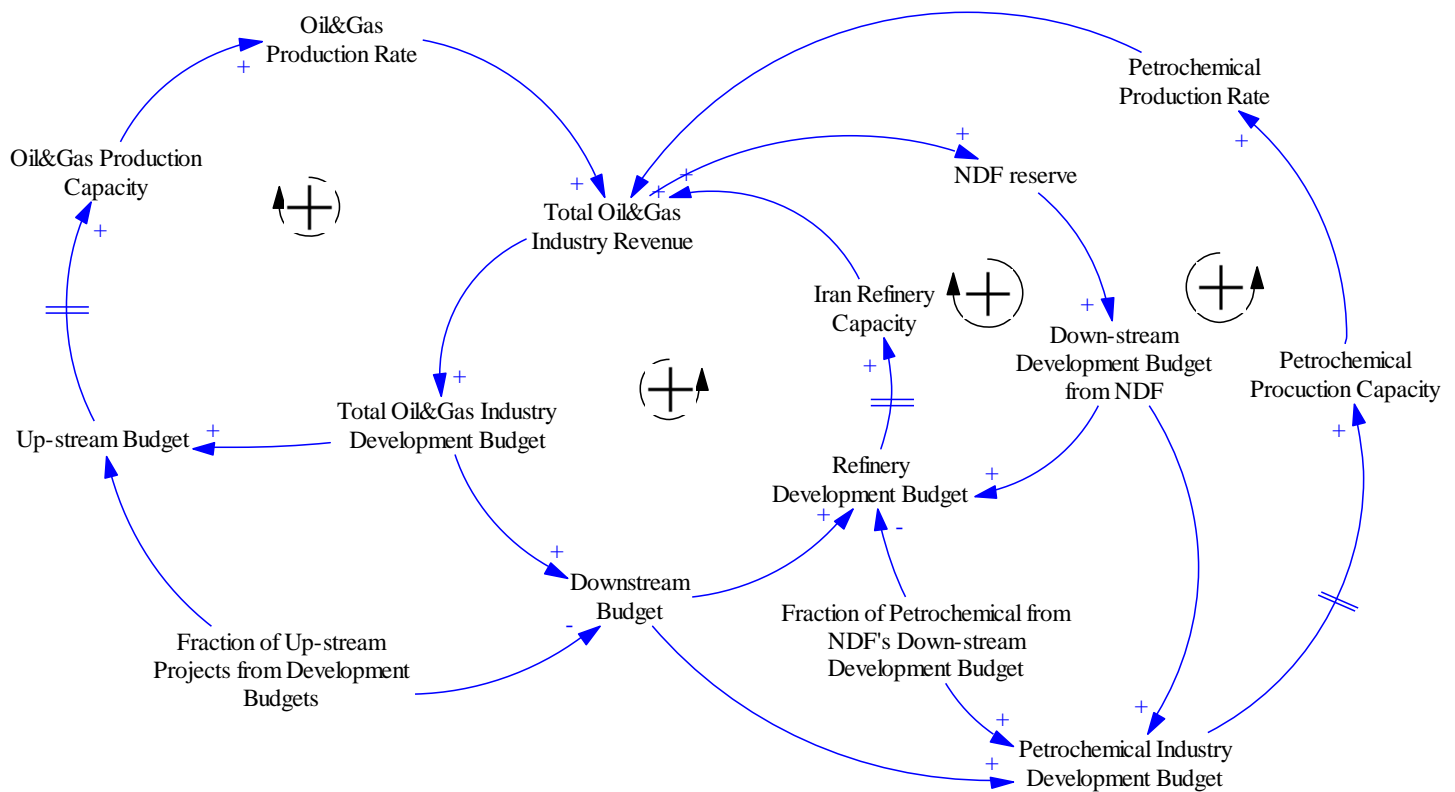 Oil&Gas
Production Rate
+
Petrochemical
Production Rate
+
Oil&Gas Production
Capacity
+
+
NDF reserve
+
+
+
Total Oil&Gas
Industry Revenue
+
Iran Refinery
Capacity
+
Down-stream
Development Budget
from NDF
Petrochemical
Procuction Capacity
+
+
Total Oil&Gas Industry
Development Budget
+
Up-stream Budget
+
Refinery
Development Budget
+
+
-
+
Downstream
Budget
-
Fraction of Up-stream
Projects from Development
Budgets
Fraction of Petrochemical from
NDF's Down-stream
Development Budget
+
+
+
Petrochemical Industry
Development Budget